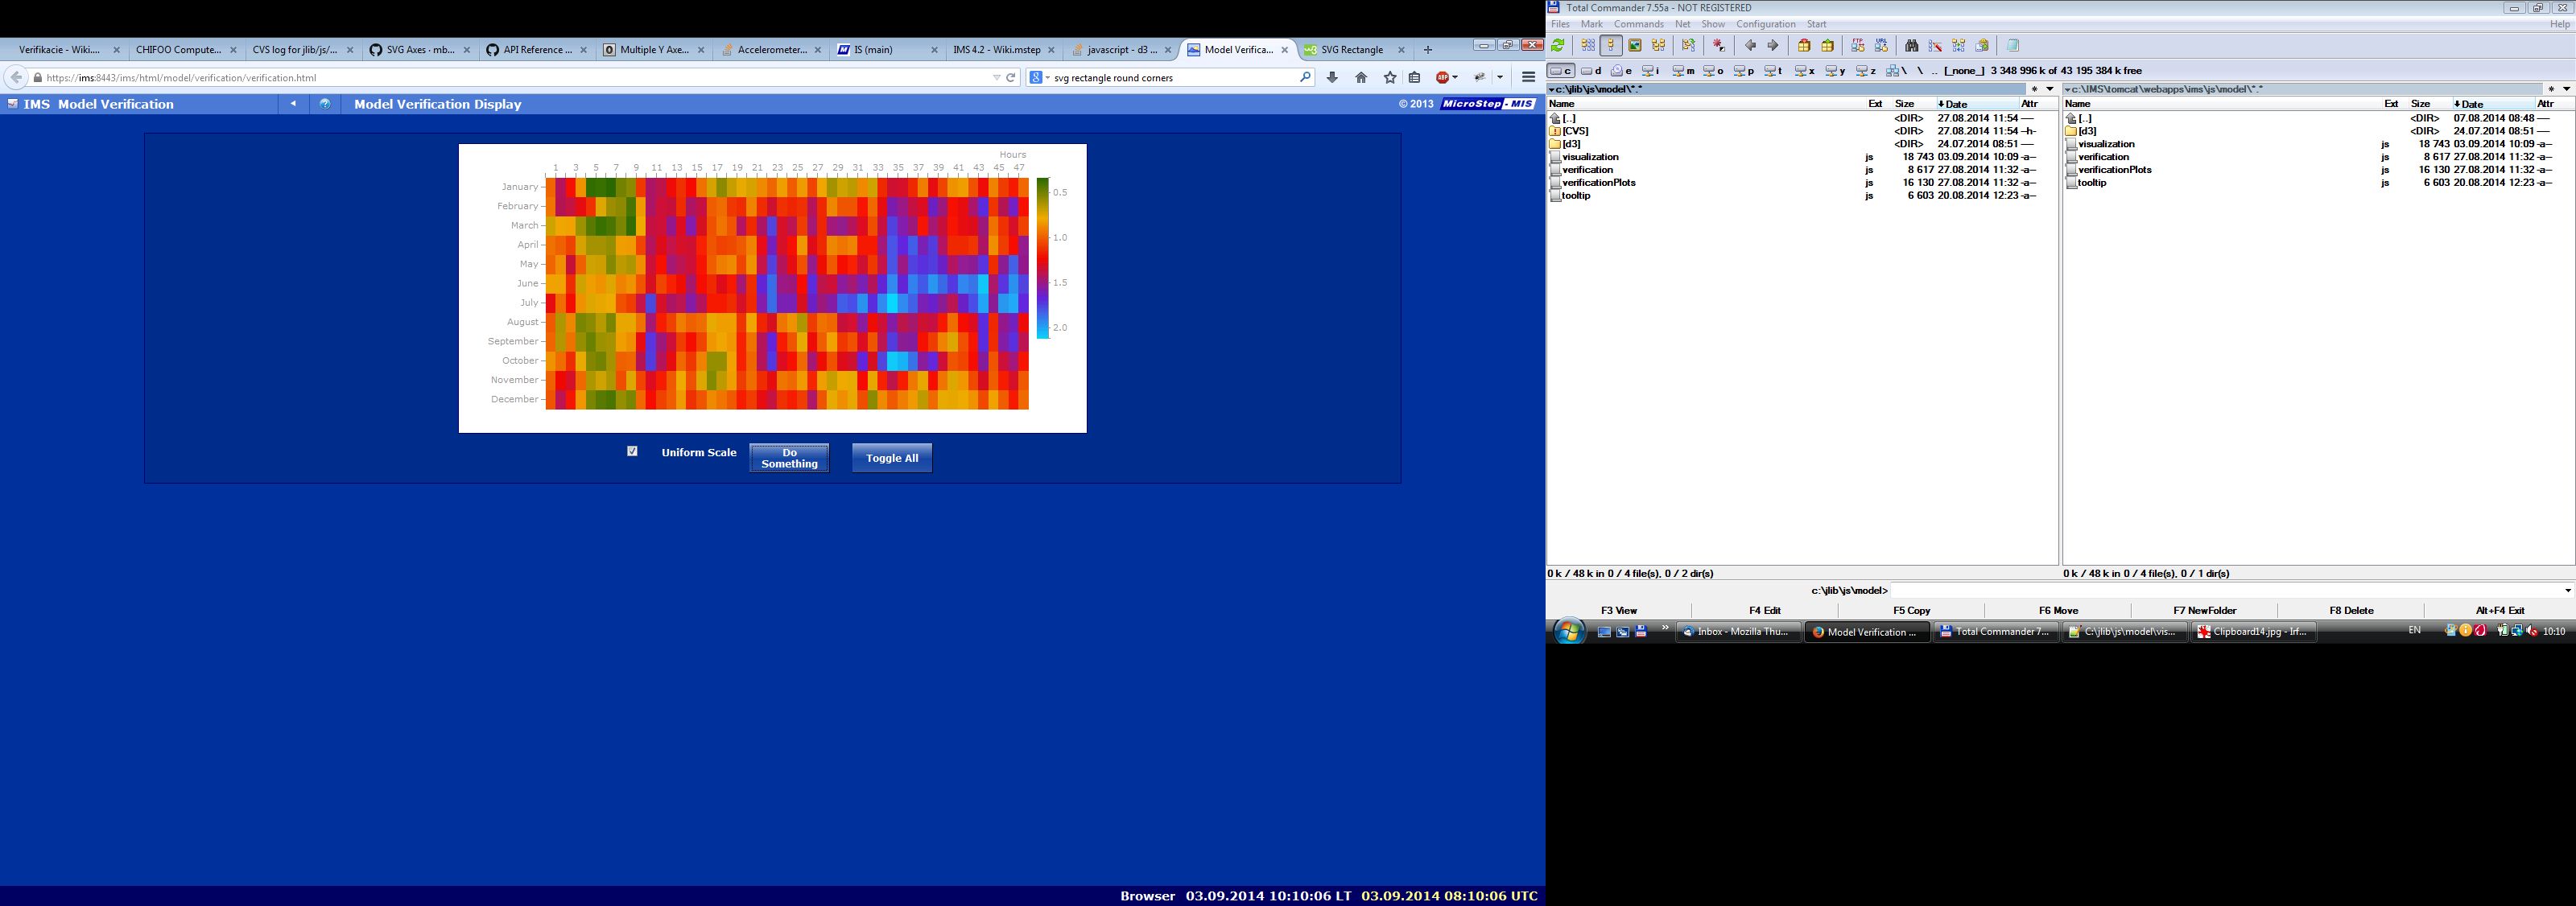 Verifikacie - Wiki....
CHIFOO Compute...
CVS log for jlib/js/...
SVG Axes · mb...
API Reference ...
Multiple Y Axe...
Accelerometer...
IS (main)
IMS 4.2 - Wiki.mstep
javascript - d3 ...
Model Verifica...
SVG Rectangle
https://ims:8443/ims/html/model/verification/verification.html
svg rectangle round corners
ABP
IMS Model Verification
Model Verification Display
© 2013 MicroStep - MIS
Hours
1 3 5 7 9 11 13 15 17 19 21 23 25 27 29 31 33 35 37 39 41 43 45 47
January
February
March
April
May
June
July
August
September
October
November
December
0.5
1.0
1.5
2.0
Uniform Scale
Do Something
Toggle All
Browser 03.09.2014 10:10:06 LT 03.09.2014 08:10:06 UTC
Total Commander 7.55a - NOT REGISTERED
Files Mark Commands Net Show Configuration Start Help
c d e i m o p t x y z \ \ .. [_none_] 3 348 996 k of 43 195 384 k free
c:\jlib\js\model\*.*
Name Ext Size Date Attr
[..] <DIR> 27.08.2014 11:54 ----
[CVS] <DIR> 27.08.2014 11:54 --h-
[d3] <DIR> 24.07.2014 08:51 ----
visualization js 18 743 03.09.2014 10:09 -a--
verification js 8 617 27.08.2014 11:32 -a--
verificationPlots js 16 130 27.08.2014 11:32 -a--
tooltip js 6 603 20.08.2014 12:23 -a--
0 k / 48 k in 0 / 4 file(s), 0 / 2 dir(s)
c:\IMS\tomcat\webapps\ims\js\model\*.*
Name Ext Size Date Attr
[..] <DIR> 07.08.2014 08:48 ----
[d3] <DIR> 24.07.2014 08:51 ----
visualization js 18 743 03.09.2014 10:09 -a--
verification js 8 617 27.08.2014 11:32 -a--
verificationPlots js 16 130 27.08.2014 11:32 -a--
tooltip js 6 603 20.08.2014 12:23 -a--
0 k / 48 k in 0 / 4 file(s), 0 / 1 dir(s)
c:\jlib\js\model>
F3 View F4 Edit F5 Copy F6 Move F7 NewFolder F8 Delete Alt+F4 Exit
Inbox - Mozilla Thu...
Model Verification ...
Total Commander 7...
C:\jlib\js\model\vis...
Clipboard14.jpg - Irf...
EN
10:10